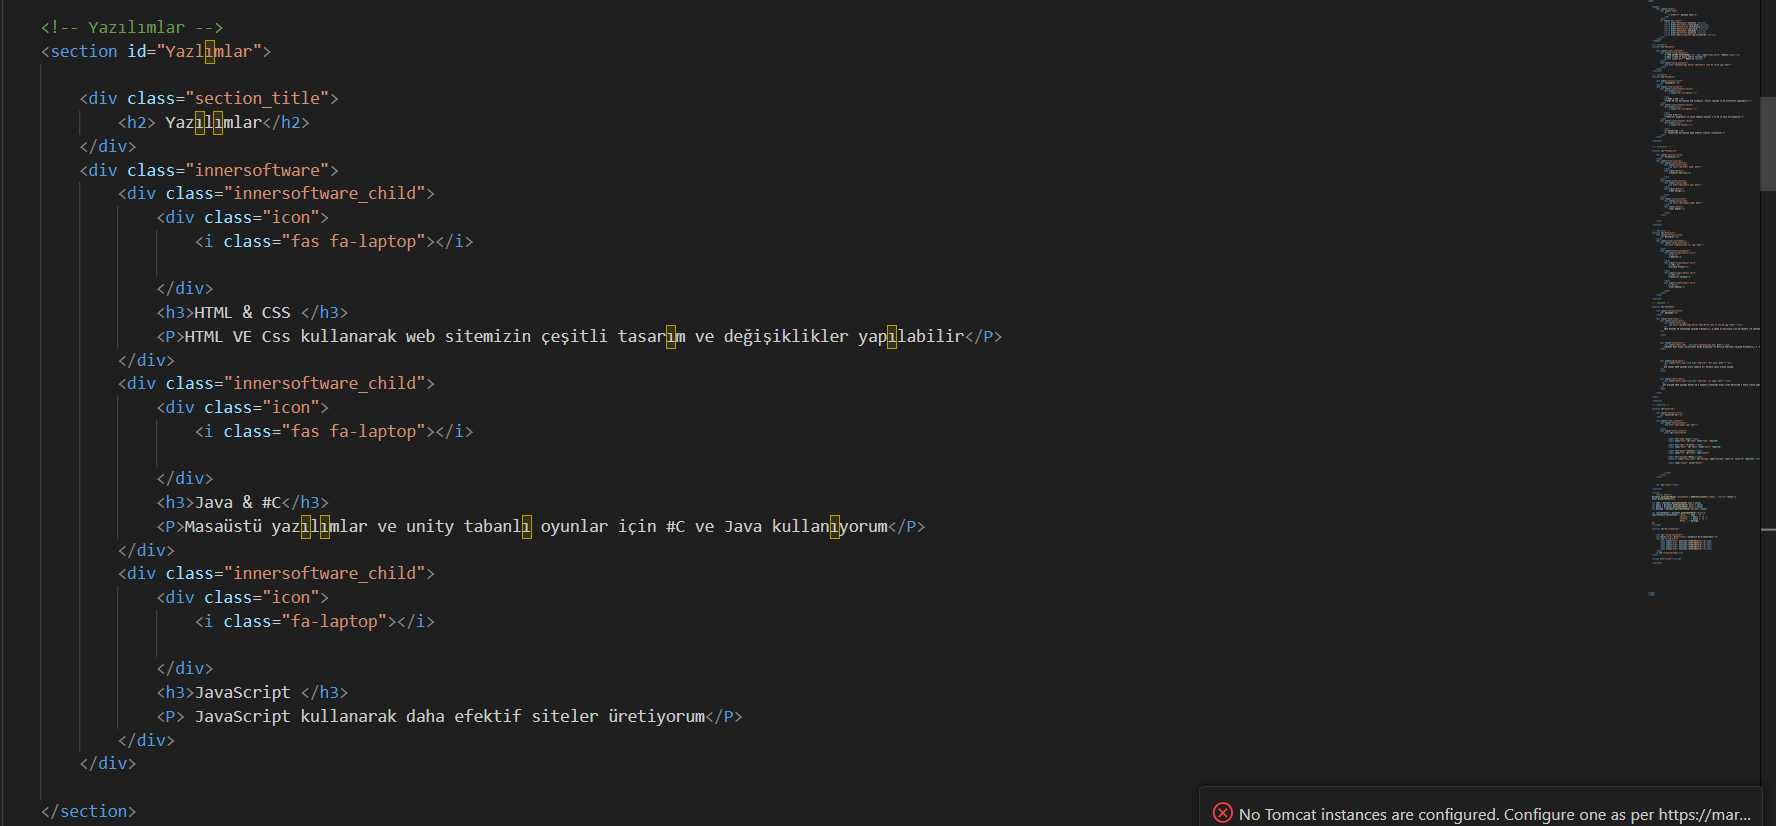 <!-- Yazılımlar -->
<section id="Yazlımlar">
<div class="section_title">
<h2> Yazılımlar</h2>
</div>
<div class="innersoftware">
<div class="innersoftware_child">
<div class="icon">
<i class="fas fa-laptop"></i>
</div>
<h3>HTML & CSS </h3>
<P>HTML VE Css kullanarak web sitemizin çeşitli tasarım ve değişiklikler yapılabilir</P>
</div>
<div class="innersoftware_child">
<div class="icon">
<i class="fas fa-laptop"></i>
</div>
<h3>Java & #C</h3>
<P>Masaüstü yazılımlar ve unity tabanlı oyunlar için #C ve Java kullanıyorum</P>
</div>
<div class="innersoftware_child">
<div class="icon">
<i class="fa-laptop"></i>
</div>
<h3>JavaScript </h3>
<P> JavaScript kullanarak daha efektif siteler üretiyorum</P>
</div>
</div>
</section>
No Tomcat instances are configured. Configure one as per https://mar...